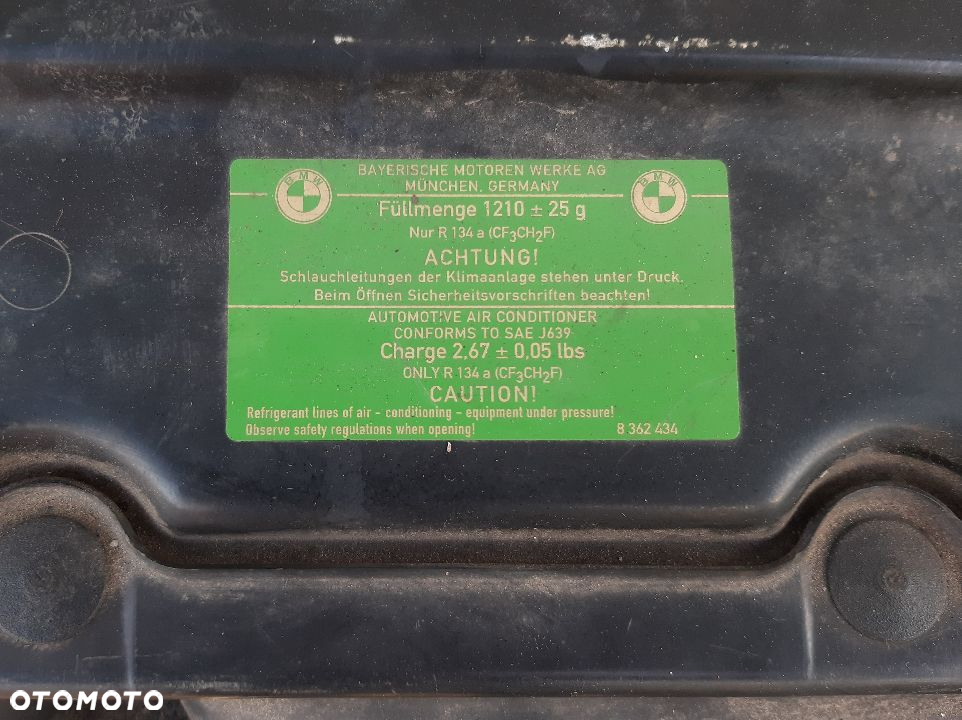 BAYERISCHE MOTOREN WERKE AG
MÜNCHEN, GERMANY
BMW
BMW
Füllmenge 1210 ± 25 g
Nur R 134 a (CF3CH2F)
ACHTUNG!
Schlauchleitungen der Klimaanlage stehen unter Druck.
Beim Öffnen Sicherheitsvorschriften beachten!
AUTOMOTIVE AIR CONDITIONER
CONFORMS TO SAE J639
Charge 2,67 ± 0,05 lbs
ONLY R 134 a (CF3CH2F)
CAUTION!
Refrigerant lines of air - conditioning - equipment under pressure!
Observe safety regulations when opening! 8 362 434
OTOMOTO